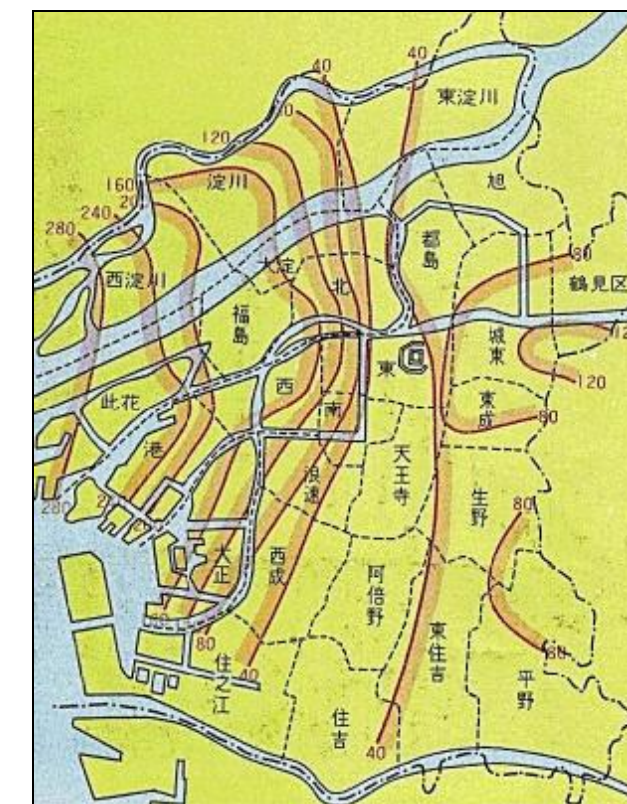 40
40
東淀川
120
淀川
旭
160
240
280
都島
80
西淀川
大淀
北
鶴見区
福島
城東
東
西
120
此花
南
東成
80
港
天王寺
浪速
生野
80
280
大正
西成
阿倍野
80
東住吉
80
40
住之江
平野
住吉
40